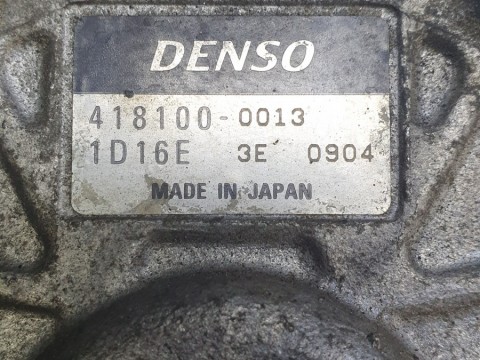 DENSO
418100-0013
1D16E 3E 0904
MADE IN JAPAN